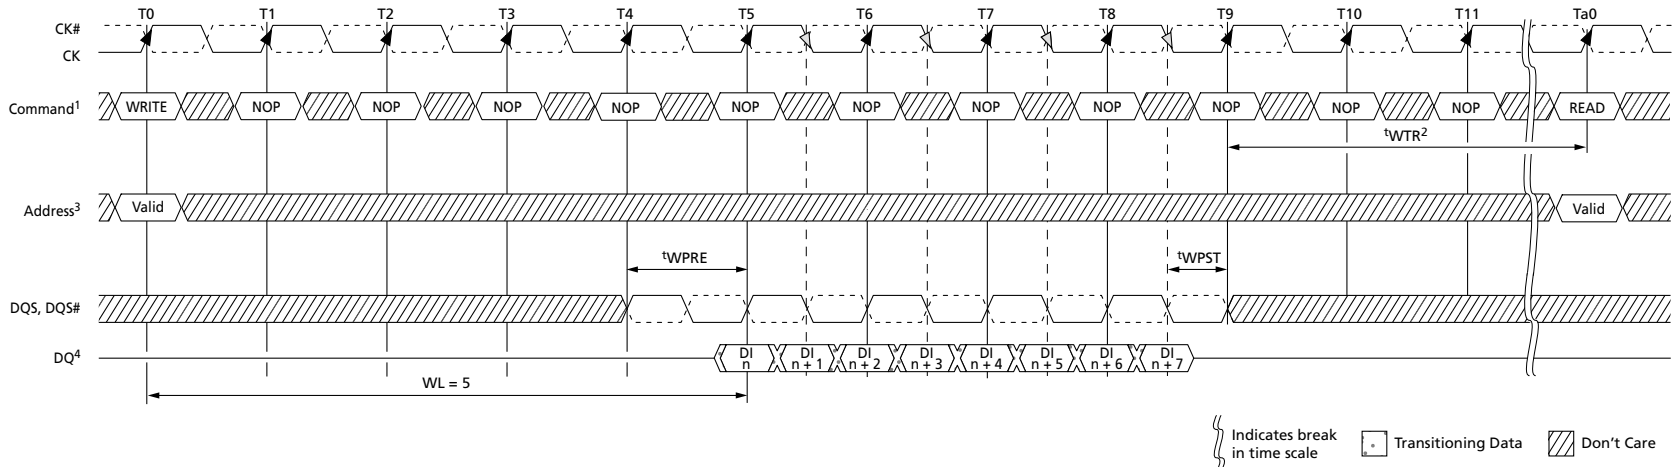 T0 T1 T2 T3 T4 T5 T6 T7 T8 T9 T10 T11 Ta0
CK#
CK
Command1 WRITE NOP NOP NOP NOP NOP NOP NOP NOP NOP NOP NOP READ
tWTR2
Address3 Valid Valid
tWPRE tWPST
DQS, DQS#
DQ4 DI n DI n + 1 DI n + 2 DI n + 3 DI n + 4 DI n + 5 DI n + 6 DI n + 7
WL = 5
Indicates break
in time scale
Transitioning Data
Don't Care